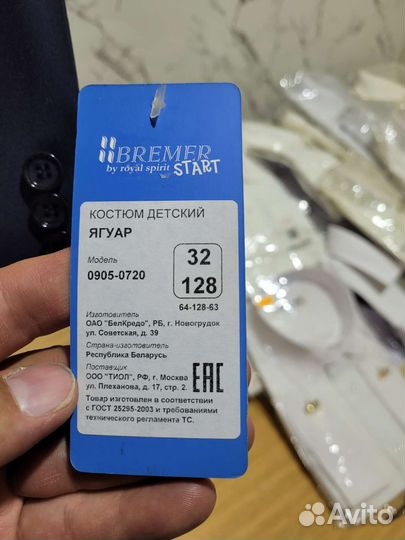 BREMER
by royal spirit START
КОСТЮМ ДЕТСКИЙ
ЯГУАР
Модель
0905-0720
32
128
64-128-63
Изготовитель
ОАО "БелКредо", РБ, г. Новогрудок
ул. Советская, д. 39
Страна-изготовитель
Республика Беларусь
Поставщик
ООО "ТИОЛ", РФ, г. Москва
ул. Плеханова, д. 17, стр. 2.
EAC
Товар изготовлен в соответствии
с ГОСТ 25295-2003 и требованиями
технического регламента ТС.
Avito